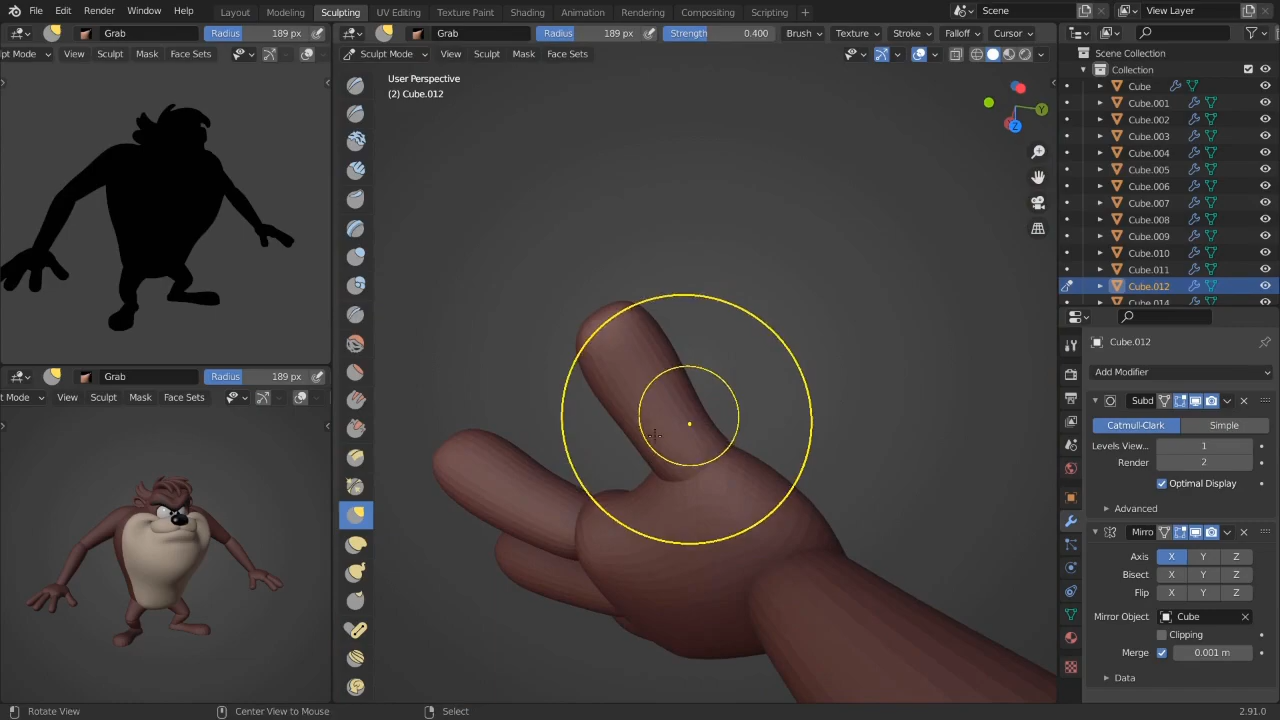 File Edit Render Window Help Layout Modeling Sculpting UV Editing Texture Paint Shading Animation Rendering Compositing Scripting + Scene View Layer
Grab Radius 189 px
Grab Radius 189 px Strength 0.400 Brush Texture Stroke Falloff Cursor
pt Mode View Sculpt Mask Face Sets
Sculpt Mode View Sculpt Mask Face Sets
User Perspective
(2) Cube.012
Y
Z
Scene Collection
Collection
Cube
Cube.001
Cube.002
Cube.003
Cube.004
Cube.005
Cube.006
Cube.007
Cube.008
Cube.009
Cube.010
Cube.011
Cube.012
Cube.014
Cube.012
Add Modifier
Subd
Catmull-Clark Simple
Levels View... 1
Render 2
Optimal Display
Advanced
Mirro
Axis X Y Z
Bisect X Y Z
Flip X Y Z
Mirror Object Cube
Clipping
Merge 0.001 m
Data
Grab Radius 189 px
t Mode View Sculpt Mask Face Sets
Rotate View Center View to Mouse Select 2.91.0